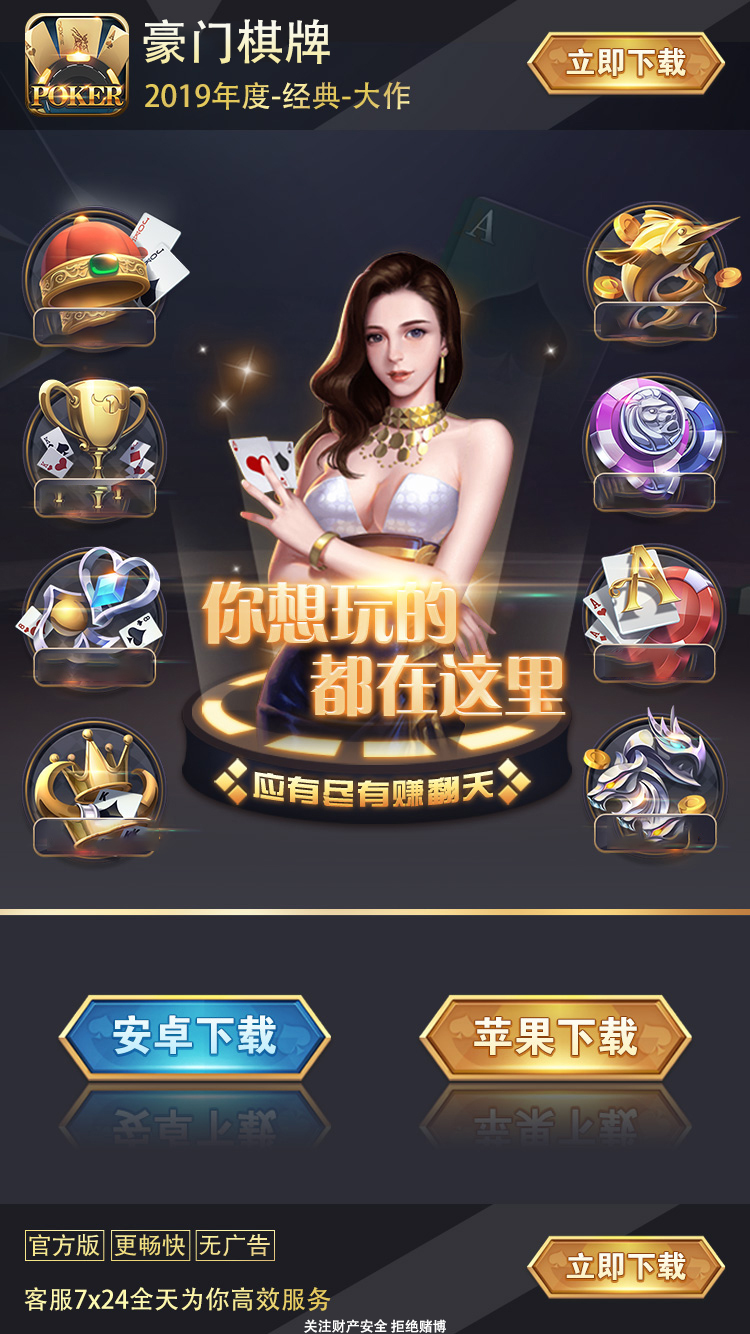 豪门棋牌
POKER
2019年度-经典-大作
立即下载
A
你想玩的
都在这里
应有尽有赚翻天
安卓下载
苹果下载
官方版 更畅快 无广告
立即下载
客服7x24全天为你高效服务
关注财产安全 拒绝赌博